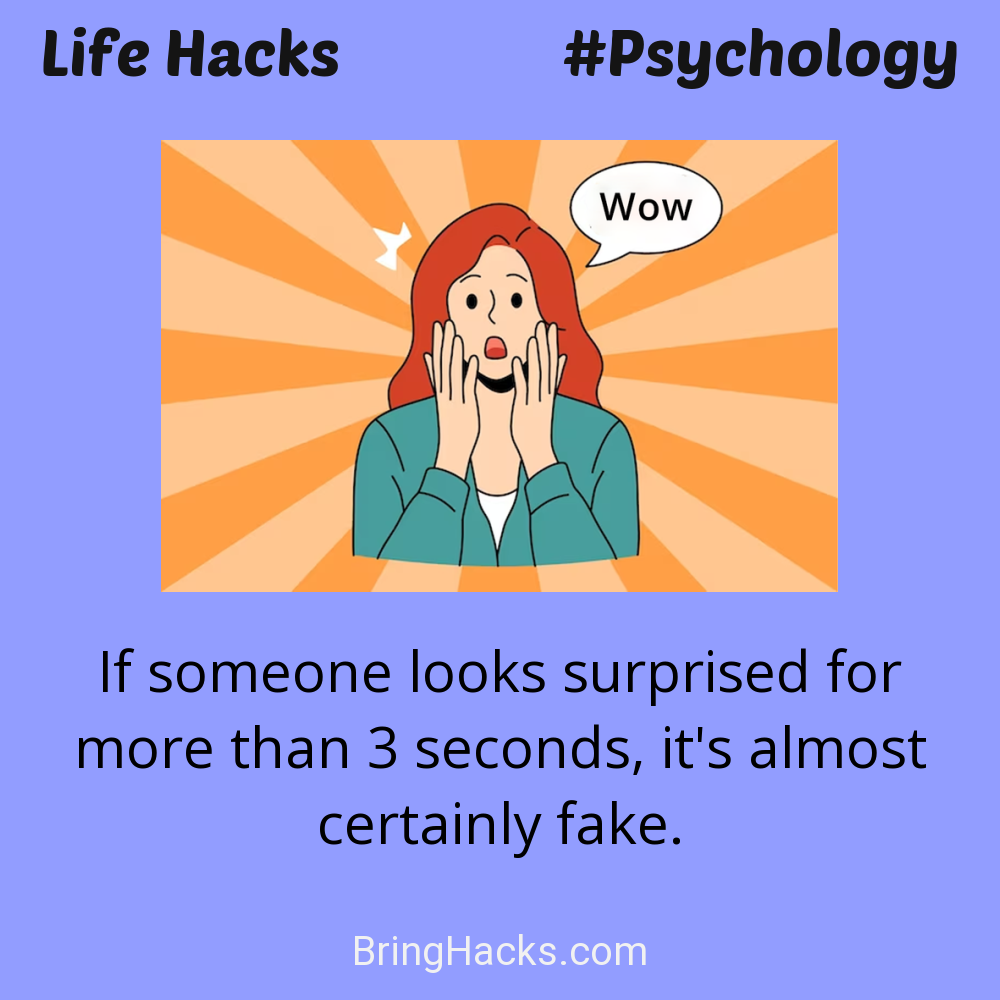 Life Hacks
#Psychology
Wow
If someone looks surprised for
more than 3 seconds, it's almost
certainly fake.
BringHacks.com